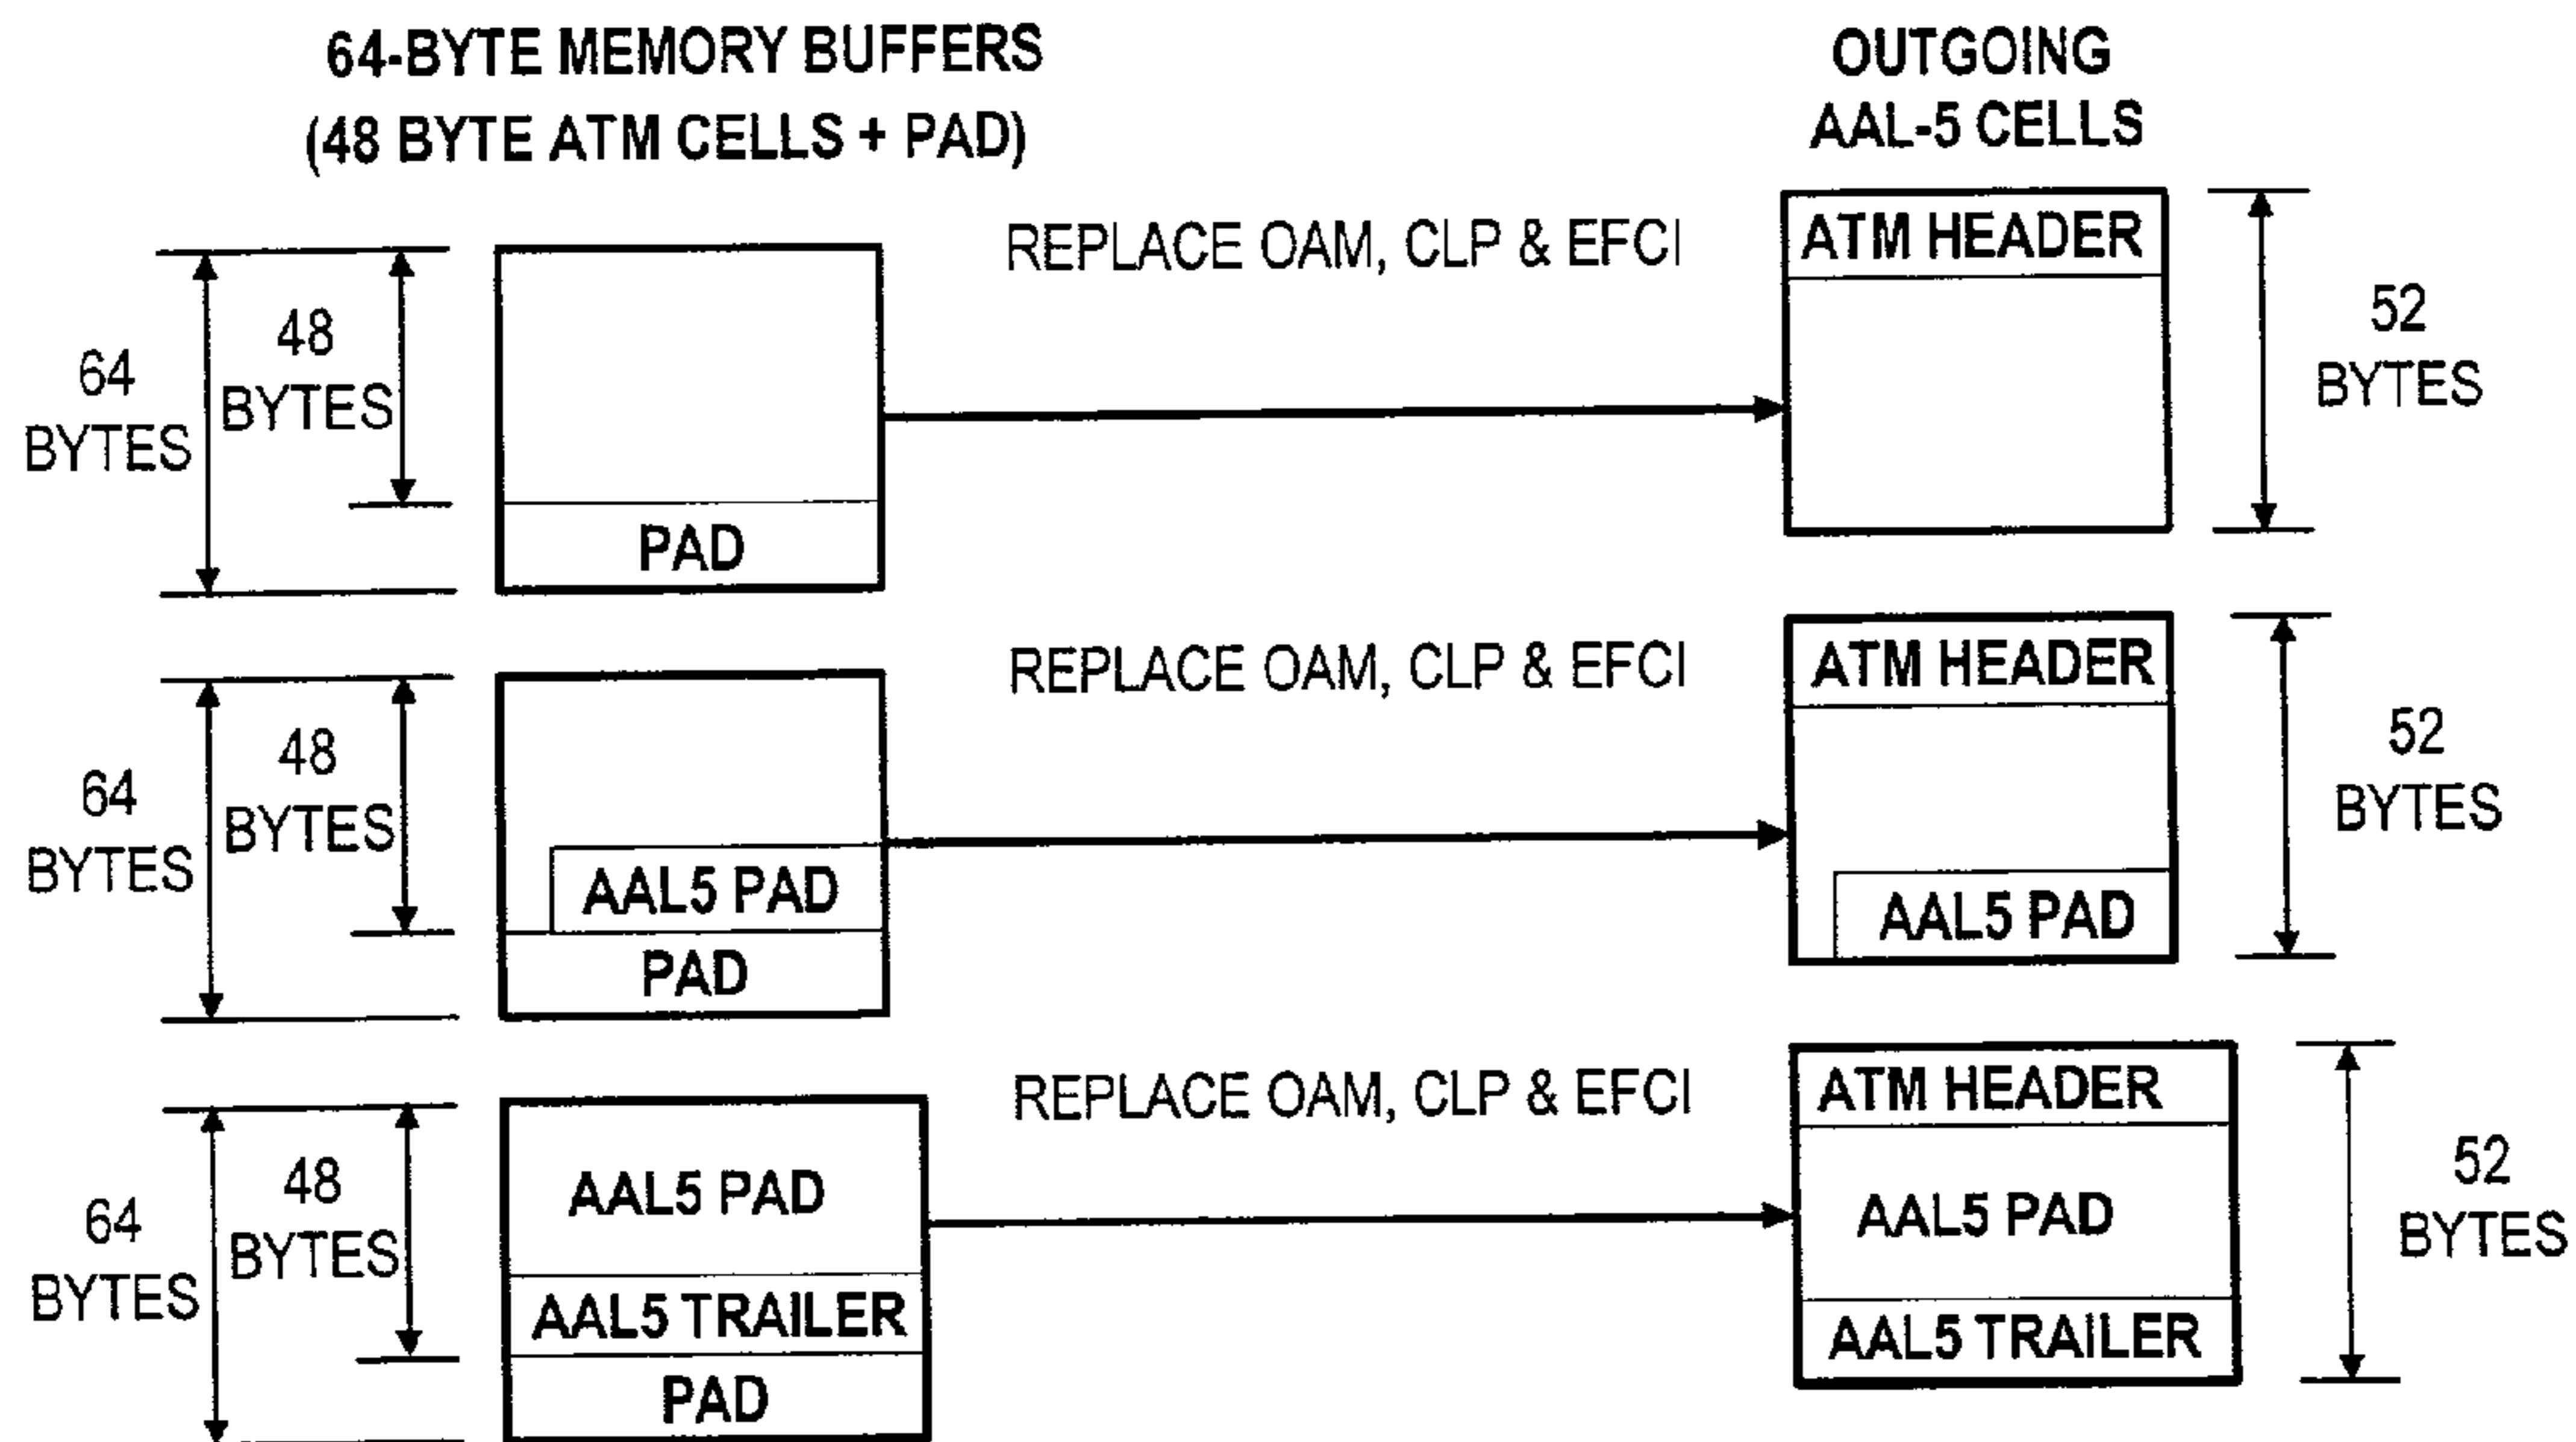 64-BYTE MEMORY BUFFERS
(48 BYTE ATM CELLS + PAD)
OUTGOING
AAL-5 CELLS
64
BYTES
48
BYTES
PAD
REPLACE OAM, CLP & EFCI
ATM HEADER
52
BYTES
64
BYTES
48
BYTES
AAL5 PAD
PAD
REPLACE OAM, CLP & EFCI
ATM HEADER
AAL5 PAD
52
BYTES
64
BYTES
48
BYTES
AAL5 PAD
AAL5 TRAILER
PAD
REPLACE OAM, CLP & EFCI
ATM HEADER
AAL5 PAD
AAL5 TRAILER
52
BYTES